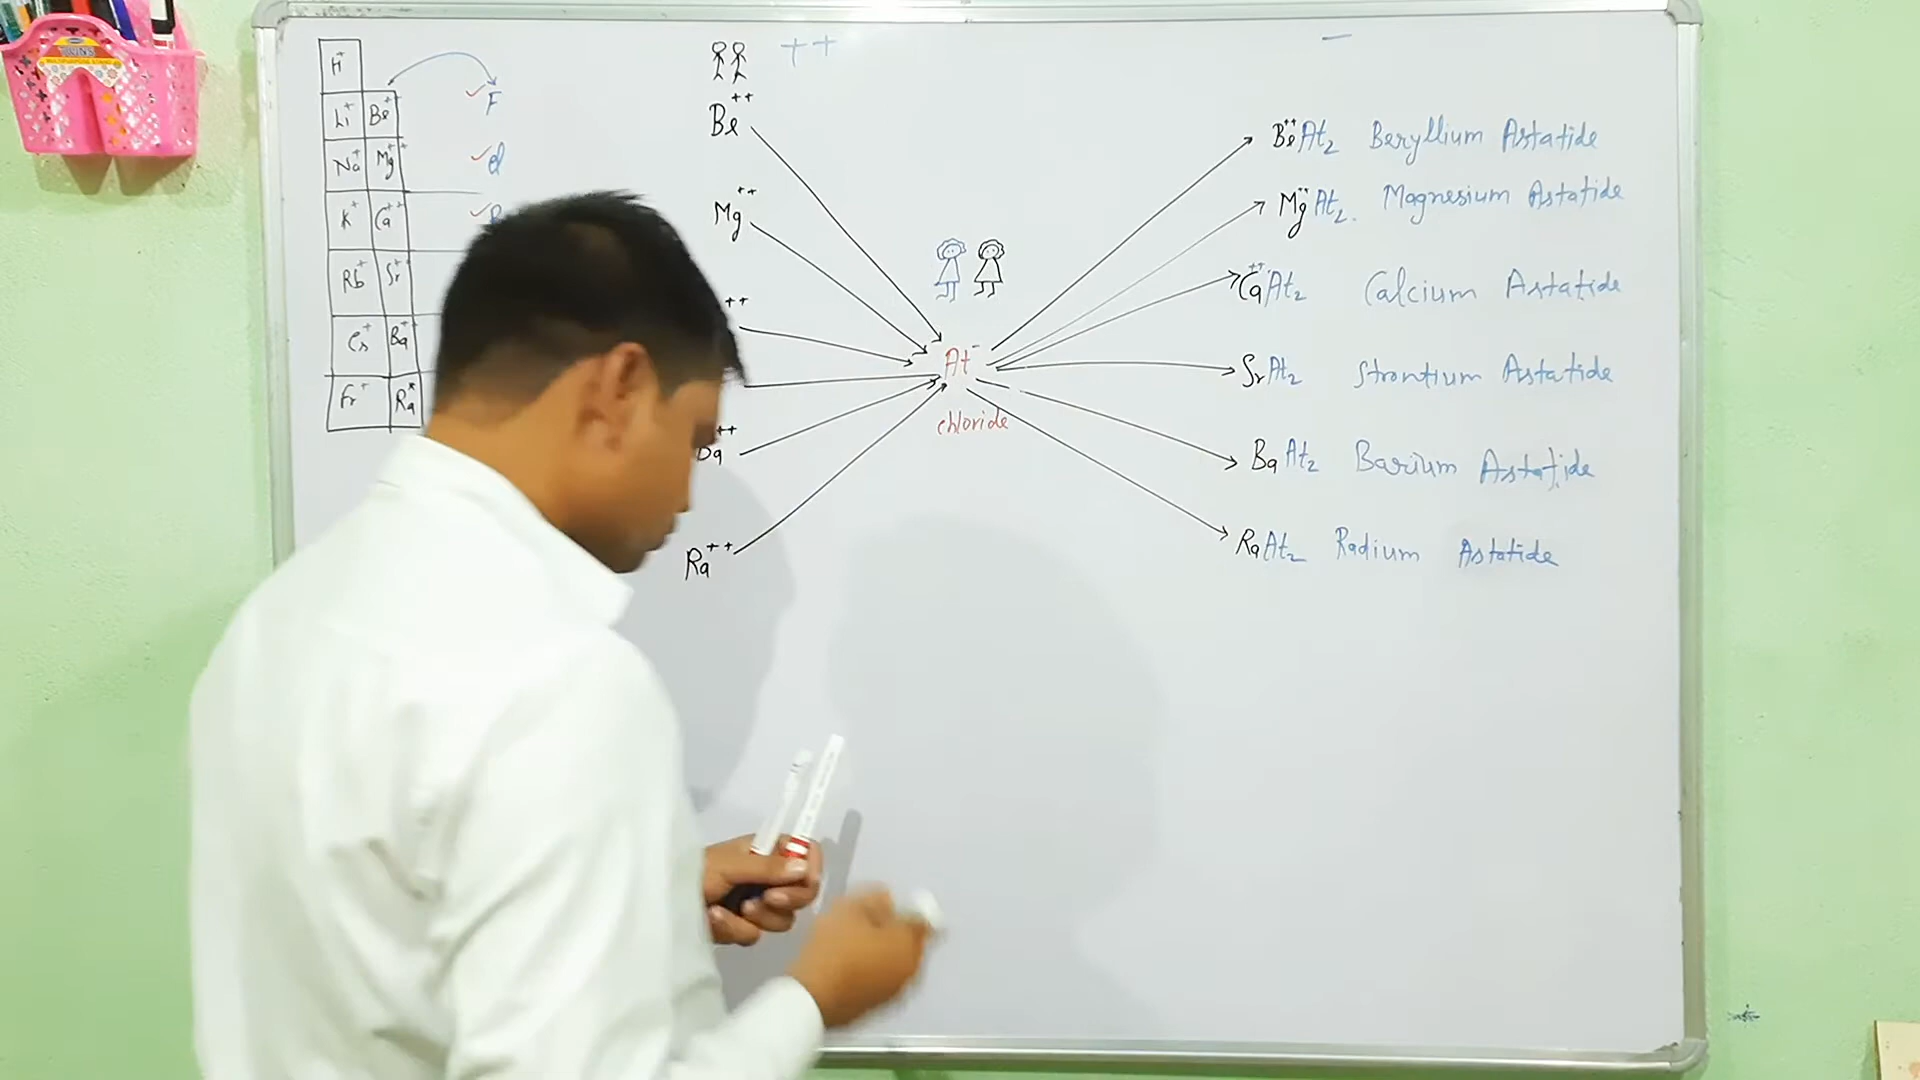 H+
Li+ Be++
Na+ Mg++
K+ Ca++
Rb+ Sr++
Cs+ Ba++
Fr+ Ra
F
Cl
++
−
Be++
Mg++
++
++
Ra++
At−
chloride
Be++At2 Beryllium Astatide
Mg++At2. Magnesium Astatide
Ca++At2 Calcium Astatide
SrAt2 Strontium Astatide
BaAt2 Barium Astatide
RaAt2 Radium Astatide